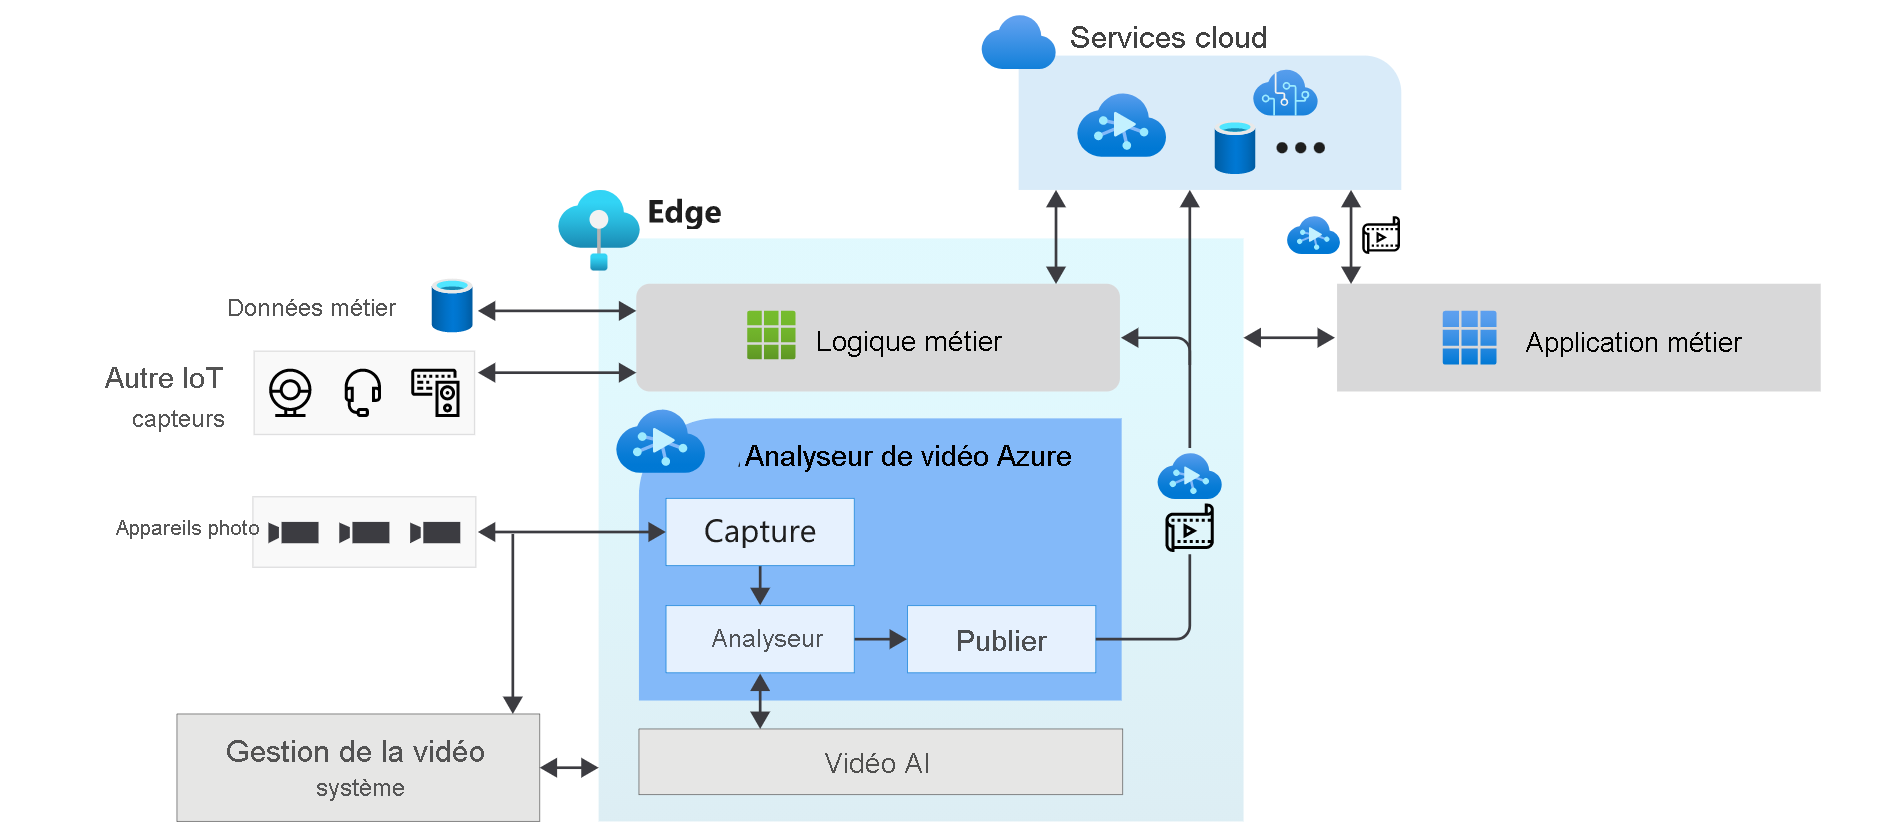 Services cloud
Edge
Données métier
Logique métier
Application métier
Autre IoT
capteurs
Analyseur de vidéo Azure
Appareils photo
Capture
Analyseur
Publier
Gestion de la vidéo
système
Vidéo AI